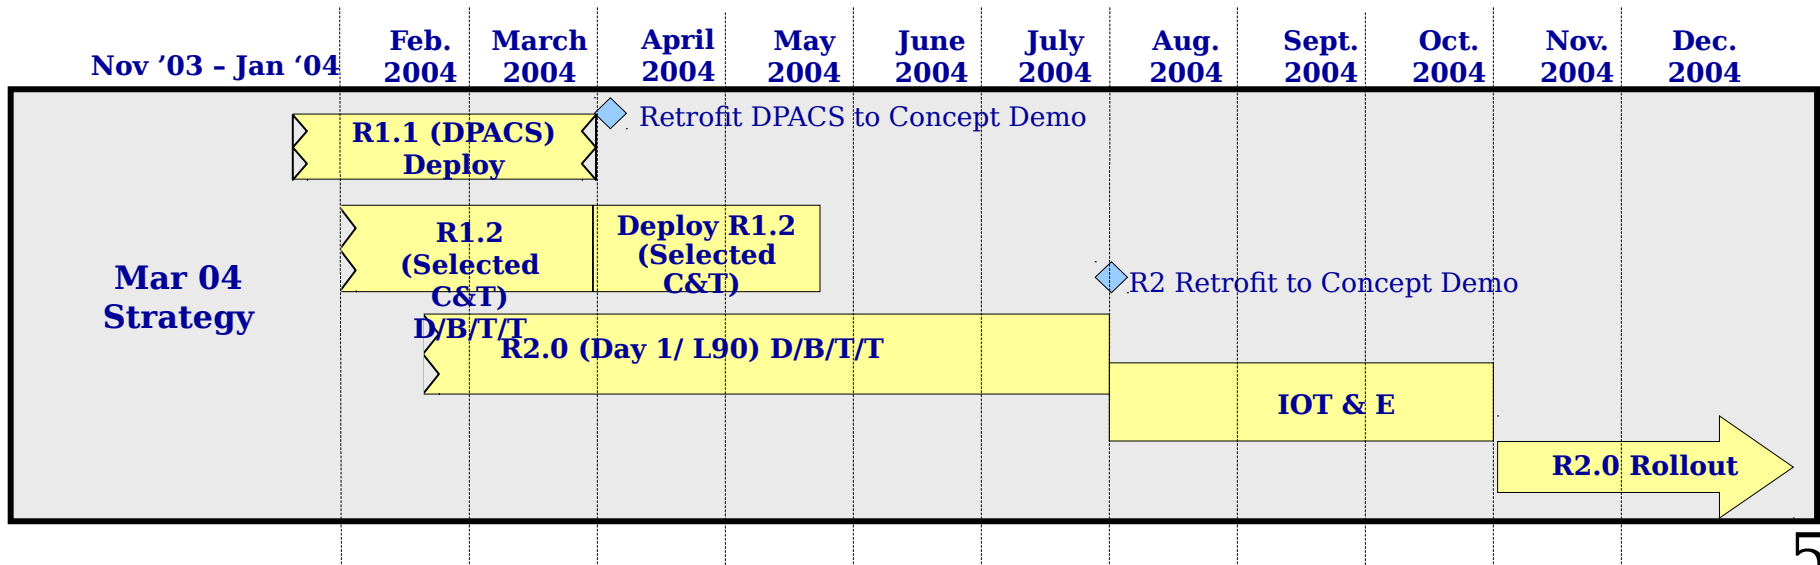 Nov ’03 – Jan ‘04
Feb.
2004
March
2004
April
2004
May
2004
June
2004
July
2004
Aug.
2004
Sept.
2004
Oct.
2004
Nov.
2004
Dec.
2004
Retrofit DPACS to Concept Demo
R1.1 (DPACS)
Deploy
R1.2
(Selected
C&T)
D/B/T/T
Deploy R1.2
(Selected
C&T)
Mar 04
Strategy
R2 Retrofit to Concept Demo
R2.0 (Day 1/ L90) D/B/T/T
IOT & E
R2.0 Rollout
5